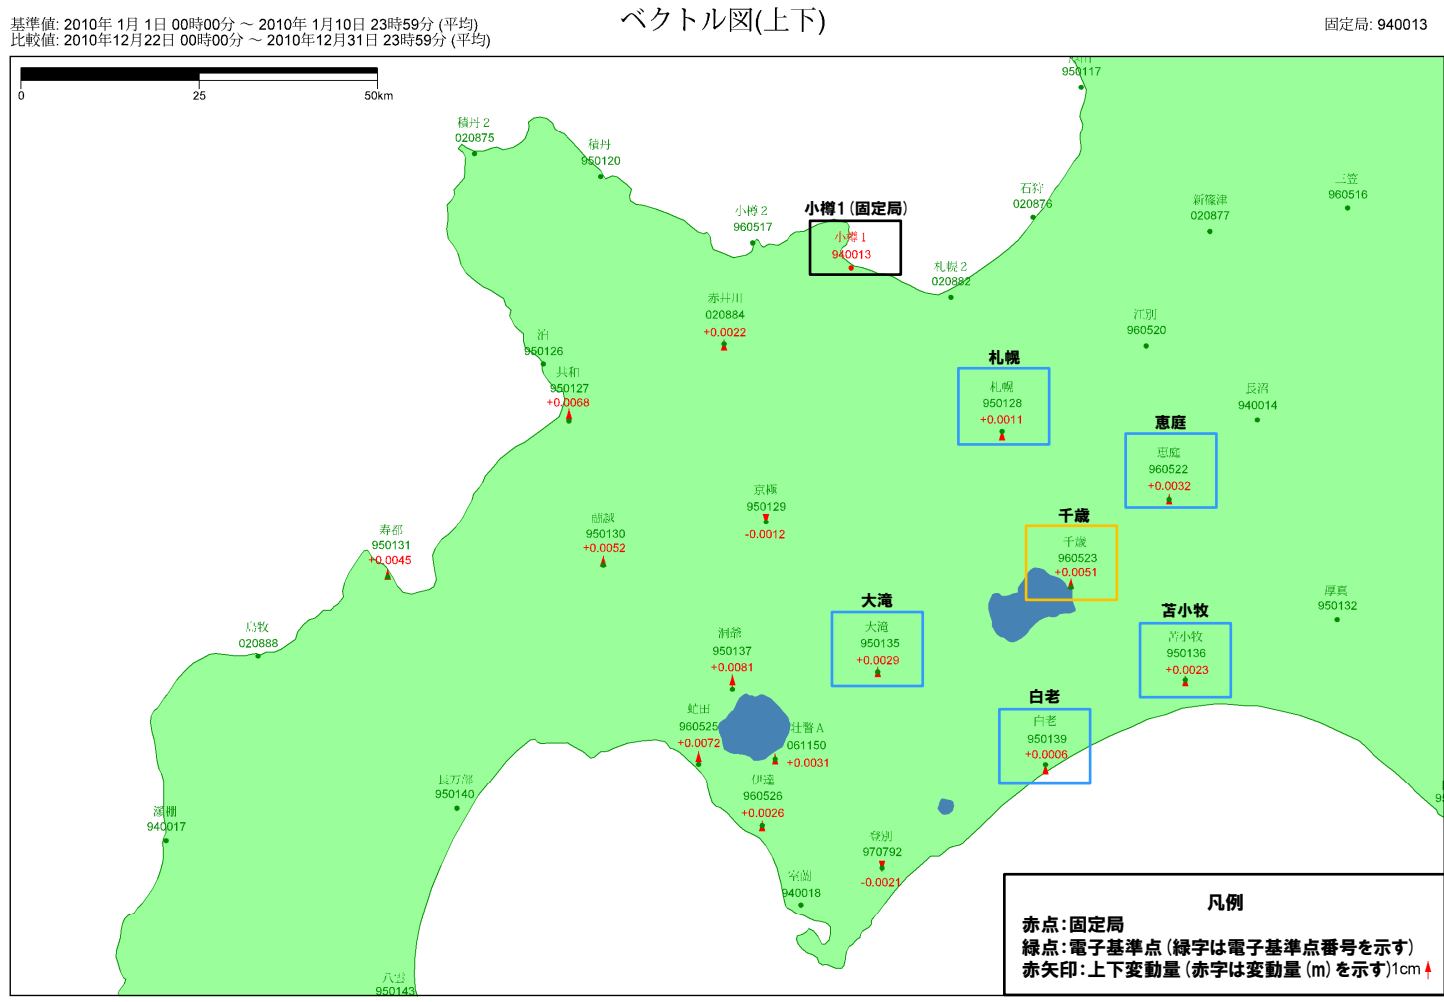 ベクトル図(上下)
基準値: 2010年 1月 1日 00時00分 ～ 2010年 1月10日 23時59分 (平均)
比較値: 2010年12月22日 00時00分 ～ 2010年12月31日 23時59分 (平均)
固定局: 940013
0 25 50km
950117
積丹２
020875
積丹
950120
小樽２
960517
小樽1(固定局)
小樽１
940013
石狩
020876
新篠津
020877
三笠
960516
札幌２
020882
赤井川
020884
+0.0022
江別
960520
泊
950126
共和
950127
+0.0068
札幌
札幌
950128
+0.0011
長沼
940014
恵庭
恵庭
960522
+0.0032
京極
950129
-0.0012
蘭越
950130
+0.0052
寿都
950131
+0.0045
千歳
千歳
960523
+0.0051
厚真
950132
島牧
020888
大滝
大滝
950135
+0.0029
苫小牧
苫小牧
950136
+0.0023
洞爺
950137
+0.0081
虻田
960525
+0.0072
壮瞥Ａ
061150
+0.0031
白老
白老
950139
+0.0006
伊達
960526
+0.0026
長万部
950140
瀬棚
940017
登別
970792
-0.0021
室蘭
940018
八雲
950143
凡例
赤点:固定局
緑点:電子基準点(緑字は電子基準点番号を示す)
赤矢印:上下変動量(赤字は変動量(m)を示す)1cm